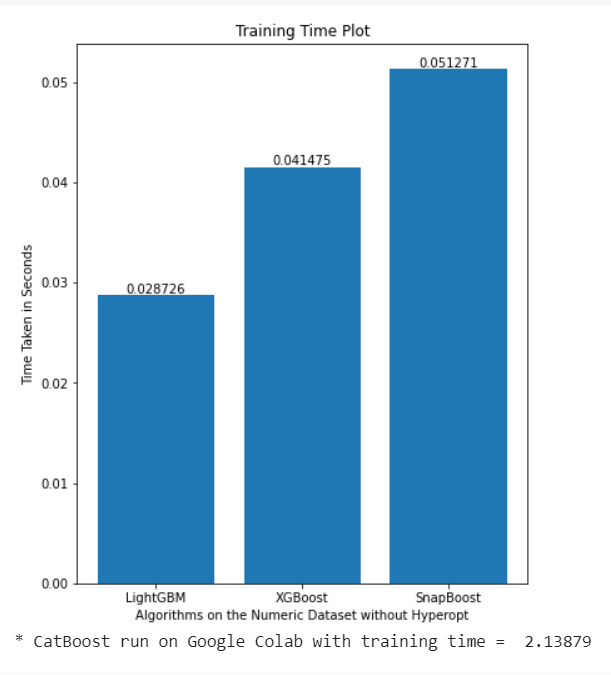 Training Time Plot
0.051271
0.05
0.041475
0.04
0.03
0.028726
0.02
0.01
0.00
Time Taken in Seconds
LightGBM XGBoost SnapBoost
Algorithms on the Numeric Dataset without Hyperopt
* CatBoost run on Google Colab with training time = 2.13879